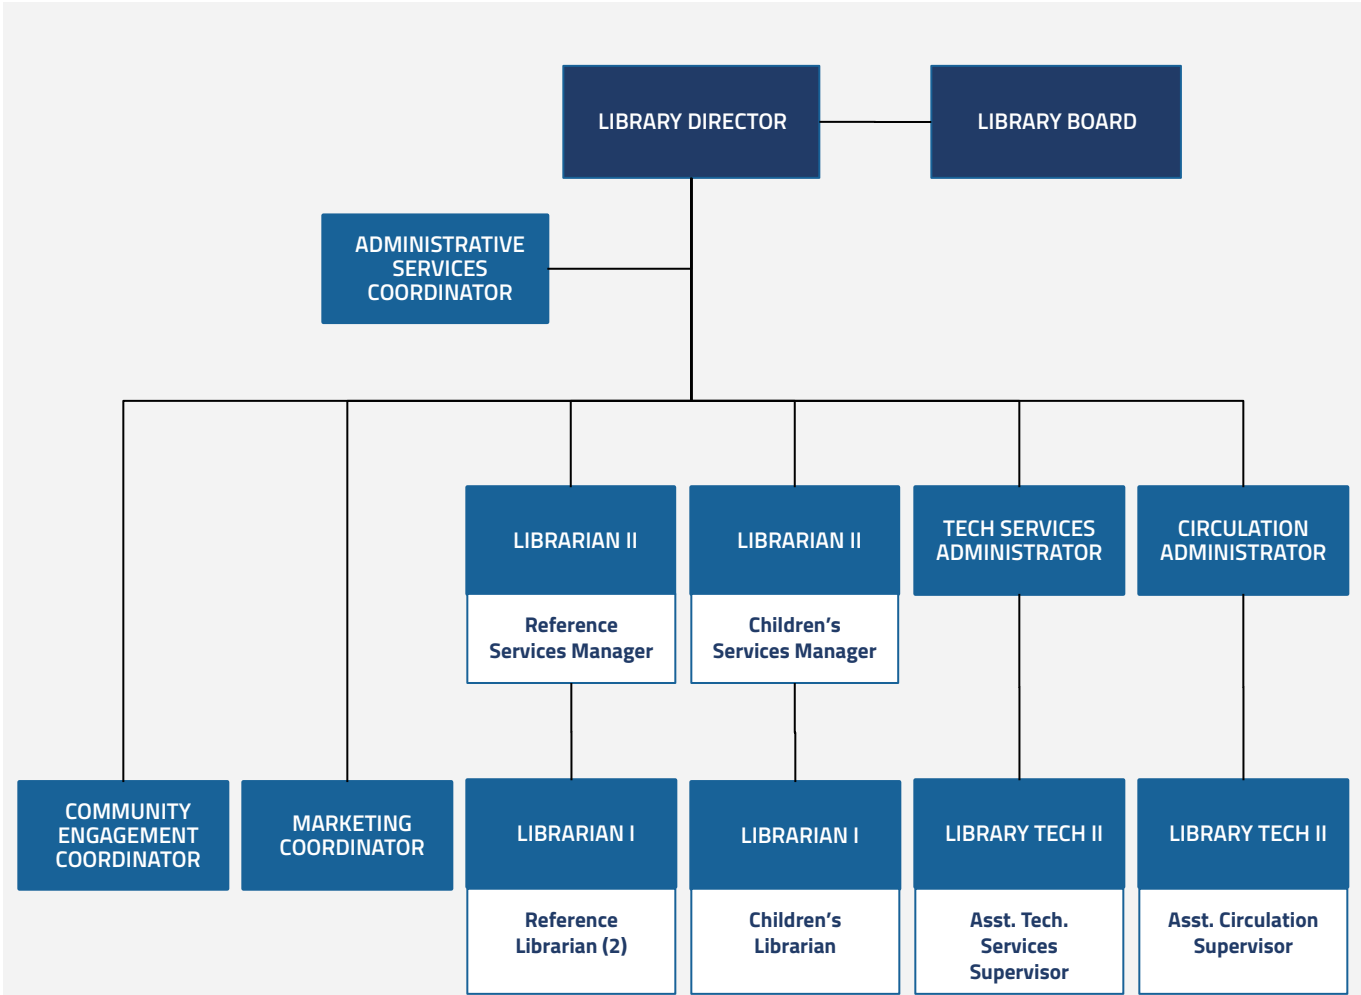 LIBRARY DIRECTOR
LIBRARY BOARD
ADMINISTRATIVE
SERVICES
COORDINATOR
LIBRARIAN II
Reference
Services Manager
LIBRARIAN II
Children's
Services Manager
TECH SERVICES
ADMINISTRATOR
CIRCULATION
ADMINISTRATOR
COMMUNITY
ENGAGEMENT
COORDINATOR
MARKETING
COORDINATOR
LIBRARIAN I
Reference
Librarian (2)
LIBRARIAN I
Children's
Librarian
LIBRARY TECH II
Asst. Tech.
Services
Supervisor
LIBRARY TECH II
Asst. Circulation
Supervisor